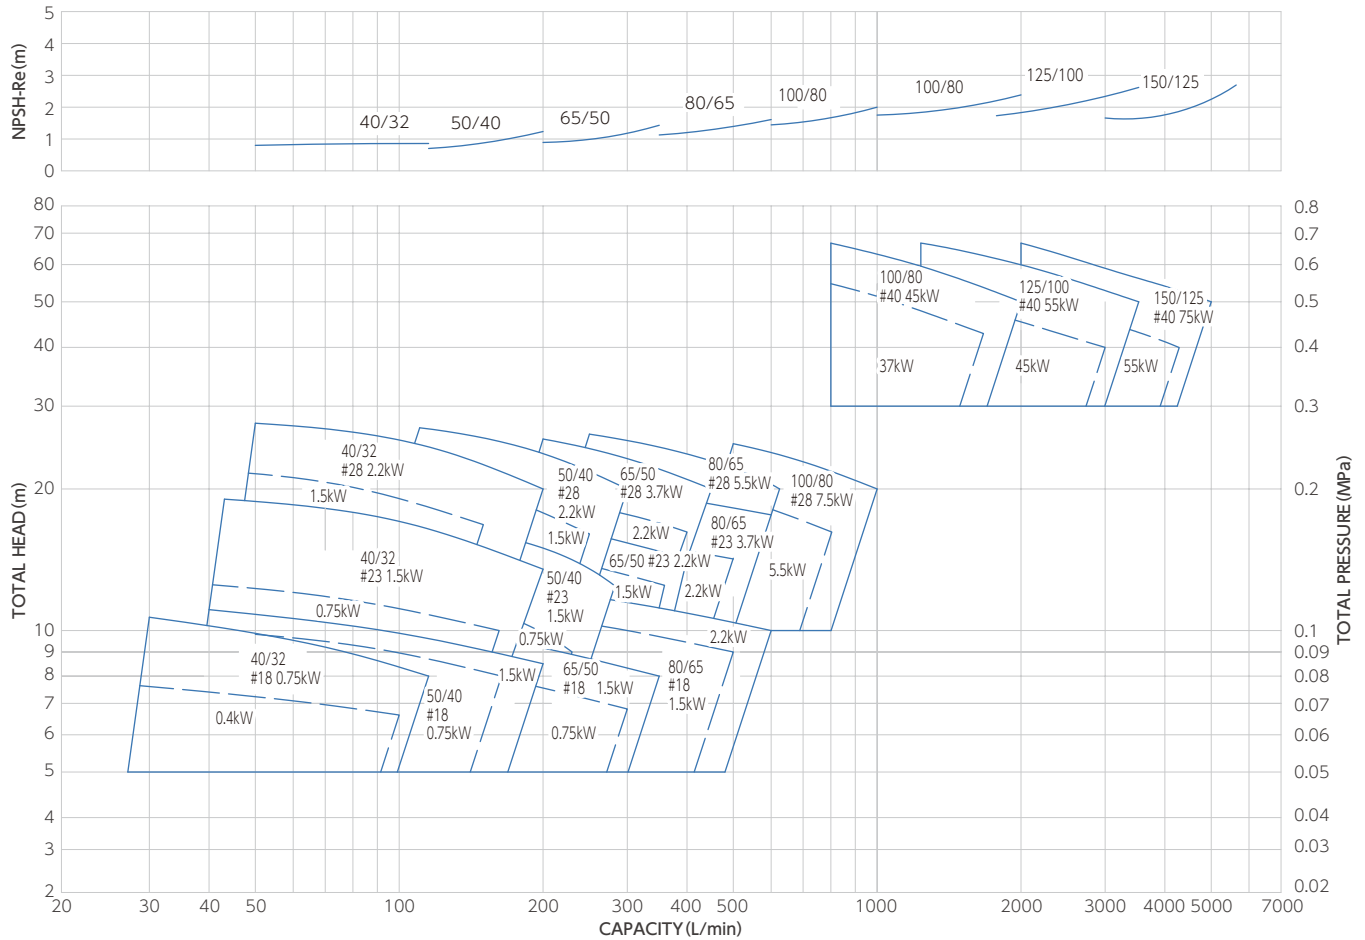 NPSH-Re(m)
5
4
3
2
1
0
40/32
50/40
65/50
80/65
100/80
100/80
125/100
150/125
TOTAL HEAD(m)
80
70
60
50
40
30
20
10
9
8
7
6
5
4
3
2
100/80
#40 45kW
37kW
125/100
#40 55kW
45kW
150/125
#40 75kW
55kW
40/32
#28 2.2kW
1.5kW
50/40
#28
2.2kW
1.5kW
65/50
#28 3.7kW
2.2kW
80/65
#28 5.5kW
100/80
#28 7.5kW
5.5kW
80/65
#23 3.7kW
2.2kW
65/50 #23 2.2kW
1.5kW
40/32
#23 1.5kW
0.75kW
50/40
#23
1.5kW
0.75kW
40/32
#18 0.75kW
0.4kW
50/40
#18
0.75kW
1.5kW
65/50
#18 1.5kW
0.75kW
80/65
#18
1.5kW
2.2kW
0.8
0.7
0.6
0.5
0.4
0.3
0.2
0.1
0.09
0.08
0.07
0.06
0.05
0.04
0.03
0.02
TOTAL PRESSURE(MPa)
20 30 40 50 100 200 300 400 500 1000 2000 3000 4000 5000 7000
CAPACITY(L/min)